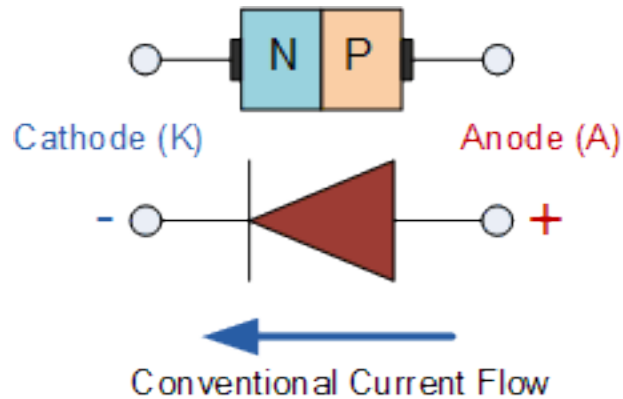 N P
Cathode (K) Anode (A)
- +
Conventional Current Flow